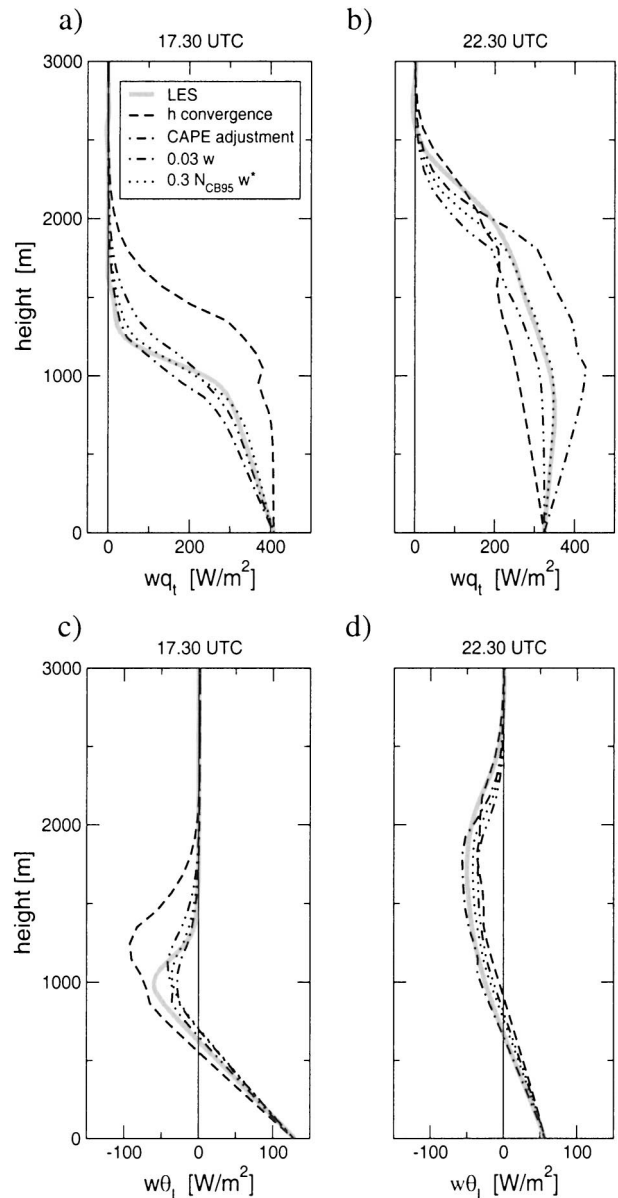 a)
b)
17.30 UTC
22.30 UTC
3000
2000
1000
0
height [m]
LES
h convergence
CAPE adjustment
0.03 w
0.3 N_CB95 w*
0 200 400
0 200 400
wq_t [W/m²]
wq_t [W/m²]
c)
d)
17.30 UTC
22.30 UTC
3000
2000
1000
0
height [m]
-100 0 100
-100 0 100
wθ_l [W/m²]
wθ_l [W/m²]